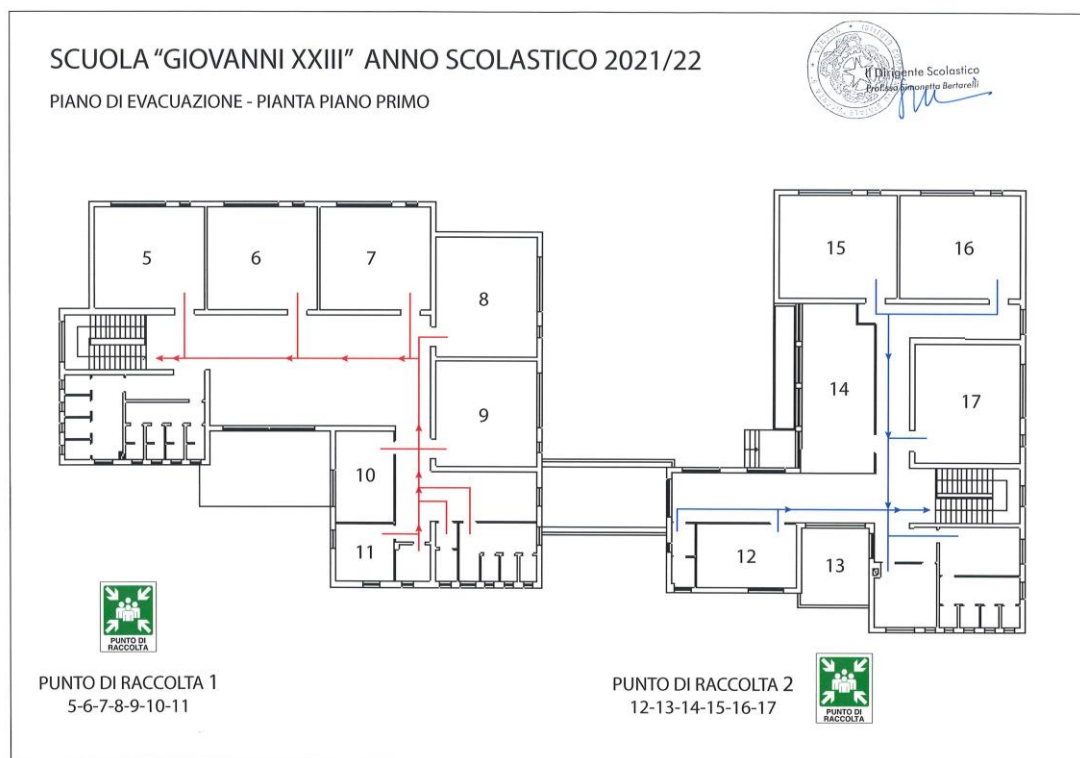 SCUOLA "GIOVANNI XXIII" ANNO SCOLASTICO 2021/22
PIANO DI EVACUAZIONE - PIANTA PIANO PRIMO
Il Dirigente Scolastico
Prof.ssa Simonetta Bertarelli
5
6
7
8
9
10
11
15
16
14
17
12
13
PUNTO DI
RACCOLTA
PUNTO DI RACCOLTA 1
5-6-7-8-9-10-11
PUNTO DI RACCOLTA 2
12-13-14-15-16-17
PUNTO DI
RACCOLTA